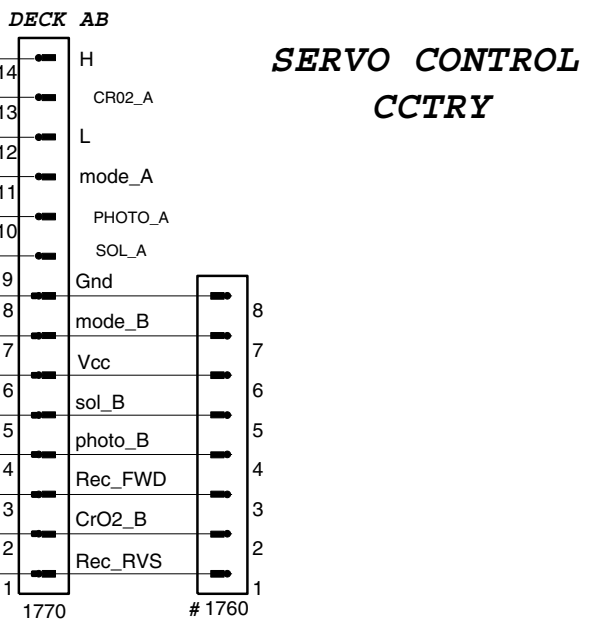 DECK AB
SERVO CONTROL
CCTRY
H
14
CR02_A
13
L
12
mode_A
11
PHOTO_A
10
SOL_A
9 Gnd
8 mode_B 8
7 Vcc 7
6 sol_B 6
5 photo_B 5
4 Rec_FWD 4
3 CrO2_B 3
2 Rec_RVS 2
1 1
1770 # 1760